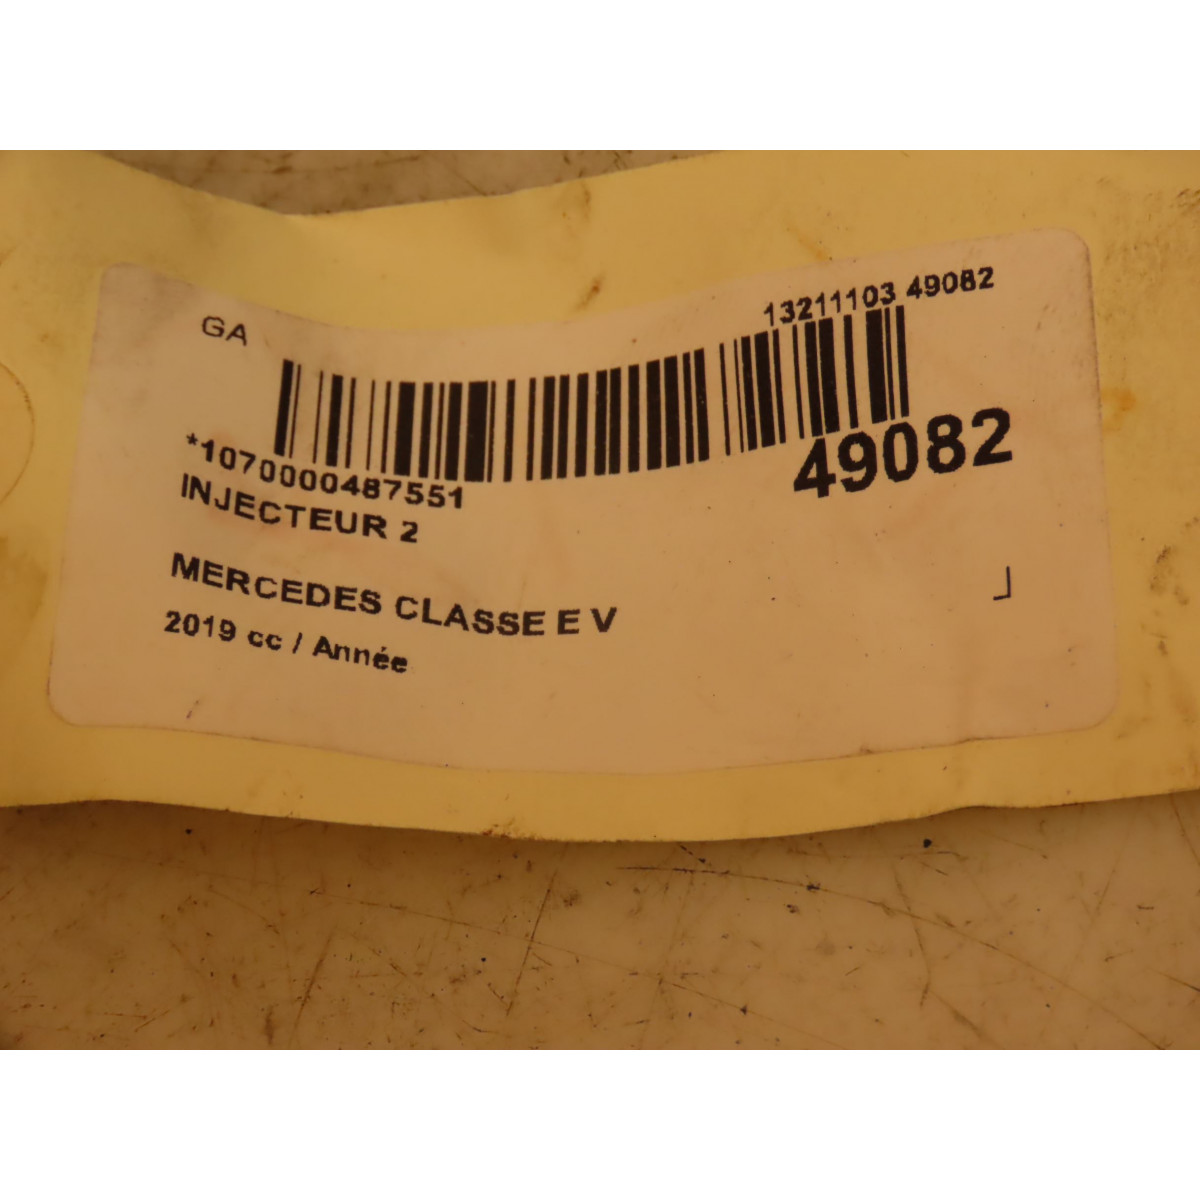 GA
13211103 49082
*1070000487551
49082
INJECTEUR 2
MERCEDES CLASSE E V
2019 cc / Année